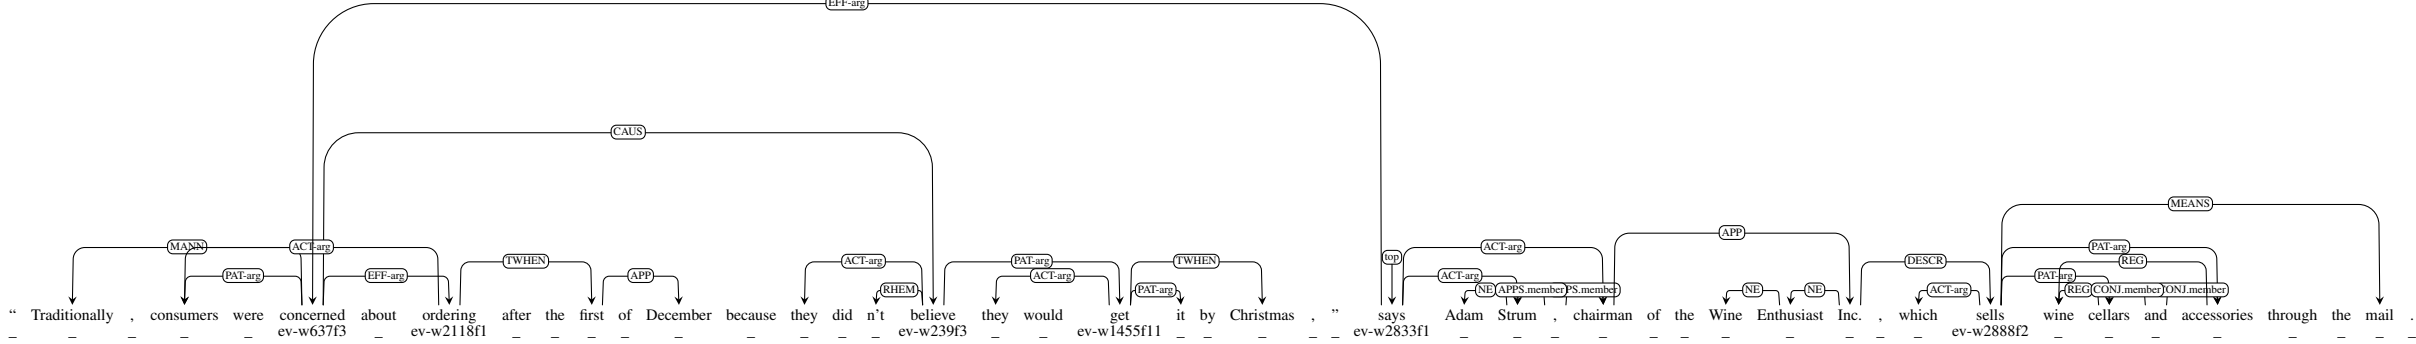 EFF-arg
CAUS
MEANS
APP
MANN ACT-arg ACT-arg PAT-arg
top
TWHEN ACT-arg PAT-arg TWHEN DESCR REG
PAT-arg EFF-arg APP ACT-arg ACT-arg PAT-arg
RHEM PAT-arg NE APPS.member PS.member NE NE ACT-arg REG CONJ.member ONJ.member
“ Traditionally , consumers were concerned about ordering after the first of December because they did n't believe they would get it by Christmas , ” says Adam Strum , chairman of the Wine Enthusiast Inc. , which sells wine cellars and accessories through the mail .
ev-w637f3 ev-w2118f1 ev-w239f3 ev-w1455f11 ev-w2833f1 ev-w2888f2
_ _ _ _ _ _ _ _ _ _ _ _ _ _ _ _ _ _ _ _ _ _ _ _ _ _ _ _ _ _ _ _ _ _ _ _ _ _ _ _ _